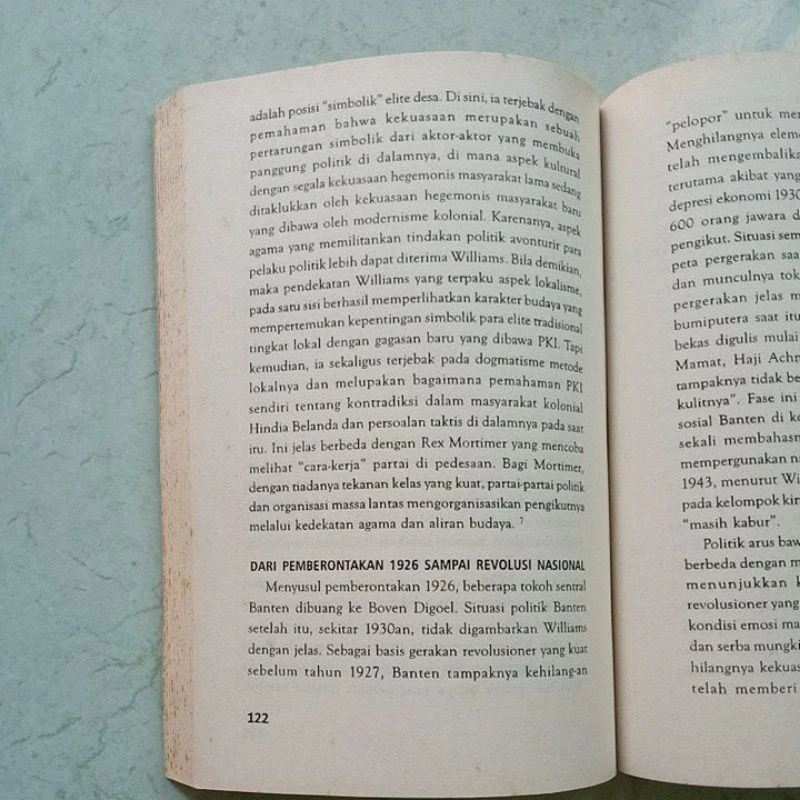 adalah posisi "simbolik" elite desa. Di sini, ia terjebak dengan
pemahaman bahwa kekuasaan merupakan sebuah
pertarungan simbolik dari aktor-aktor yang membuka
panggung politik di dalamnya, di mana aspek kultural
dengan segala kekuasaan hegemonis masyarakat lama sedang
ditaklukkan oleh kekuasaan hegemonis masyarakat baru
yang dibawa oleh modernisme kolonial. Karenanya, aspek
agama yang memilitankan tindakan politik avonturir para
pelaku politik lebih dapat diterima Williams. Bila demikian,
maka pendekatan Williams yang terpaku aspek lokalisme,
pada satu sisi berhasil memperlihatkan karakter budaya yang
mempertemukan kepentingan simbolik para elite tradisional
tingkat lokal dengan gagasan baru yang dibawa PKI. Tapi
kemudian, ia sekaligus terjebak pada dogmatisme metode
lokalnya dan melupakan bagaimana pemahaman PKI
sendiri tentang kontradiksi dalam masyarakat kolonial
Hindia Belanda dan persoalan taktis di dalamnya pada saat
itu. Ini jelas berbeda dengan Rex Mortimer yang mencoba
melihat "cara-kerja" partai di pedesaan. Bagi Mortimer,
dengan tiadanya tekanan kelas yang kuat, partai-partai politik
dan organisasi massa lantas mengorganisasikan pengikutnya
melalui kedekatan agama dan aliran budaya. 7
DARI PEMBERONTAKAN 1926 SAMPAI REVOLUSI NASIONAL
Menyusul pemberontakan 1926, beberapa tokoh sentral
Banten dibuang ke Boven Digoel. Situasi politik Banten
setelah itu, sekitar 1930an, tidak digambarkan Williams
dengan jelas. Sebagai basis gerakan revolusioner yang kuat
sebelum tahun 1927, Banten tampaknya kehilang-an
122
"pelopor" untuk
Menghilangnya
telah mengembalika
terutama akibat yang
depresi ekonomi 1930
600 orang jawara d
pengikut. Situasi sem
peta pergerakan saa
dan munculnya tok
pergerakan jelas m
bumiputera saat itu
bekas digulis mulai
Mamat, Haji Achm
tampaknya tidak be
kulitnya". Fase ini
sosial Banten di ke
sekali membahasn
mempergunakan na
1943, menurut Wi
pada kelompok kir
"masih kabur".
Politik arus baw
berbeda dengan m
menunjukkan k
revolusioner yang
kondisi emosi ma
dan serba mungki
hilangnya kekuas
telah memberi